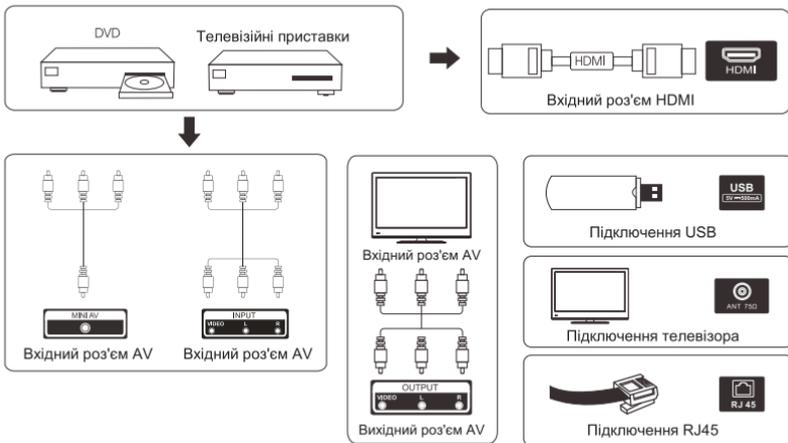 DVD
Телевізійні приставки
HDMI
HDMI
Вхідний роз'єм HDMI
MINI AV
Вхідний роз'єм AV
INPUT
VIDEO L R
Вхідний роз'єм AV
Вхідний роз'єм AV
OUTPUT
VIDEO L R
Вихідний роз'єм AV
USB
5V⎓500mA
Підключення USB
ANT 75Ω
Підключення телевізора
RJ 45
Підключення RJ45